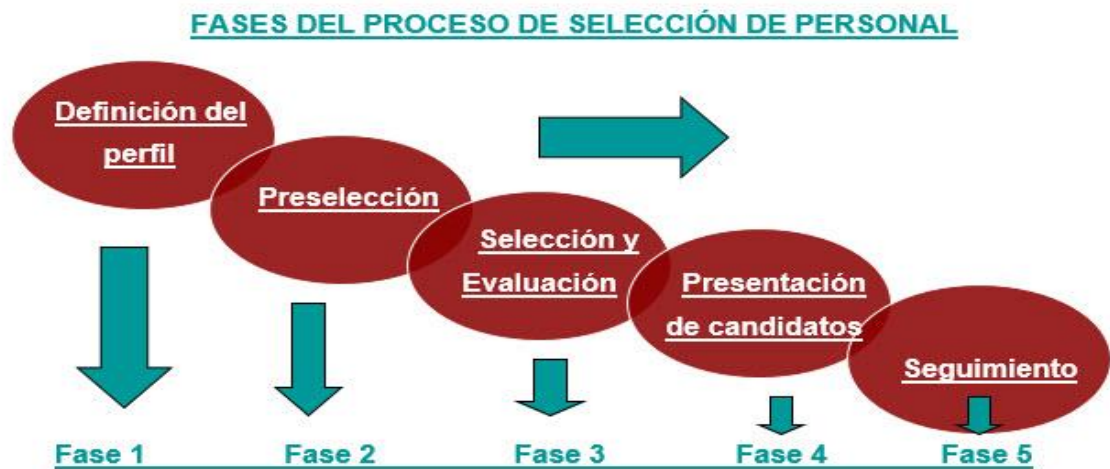 FASES DEL PROCESO DE SELECCIÓN DE PERSONAL
Definición del
perfil
Preselección
Selección y
Evaluación
Presentación
de candidatos
Seguimiento
Fase 1 Fase 2 Fase 3 Fase 4 Fase 5